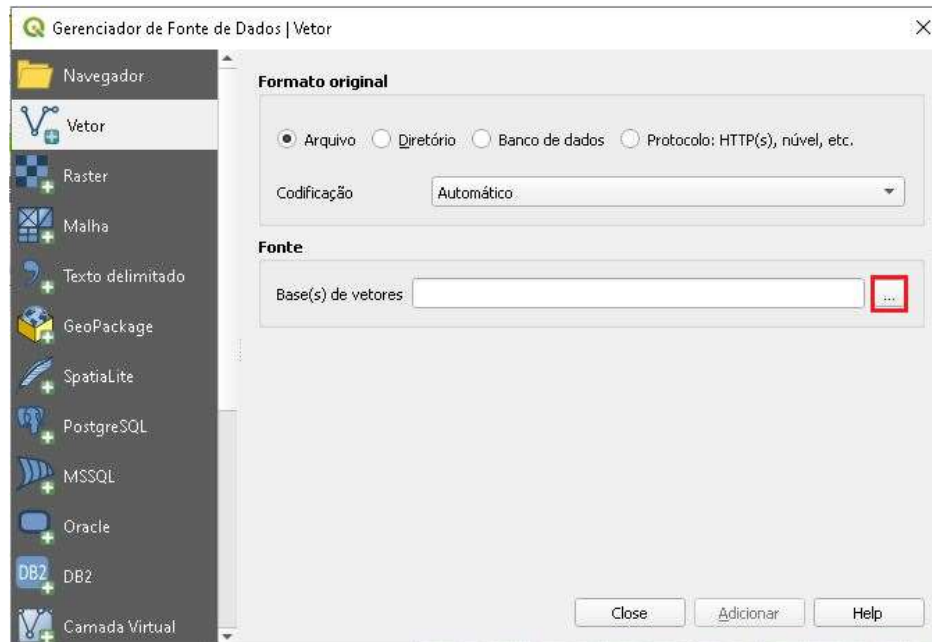 Gerenciador de Fonte de Dados | Vetor
Navegador
Vetor
Raster
Malha
Texto delimitado
GeoPackage
SpatiaLite
PostgreSQL
MSSQL
Oracle
DB2
DB2
Camada Virtual
Formato original
Arquivo Diretório Banco de dados Protocolo: HTTP(s), núvel, etc.
Codificação Automático
Fonte
Base(s) de vetores ...
Close Adicionar Help